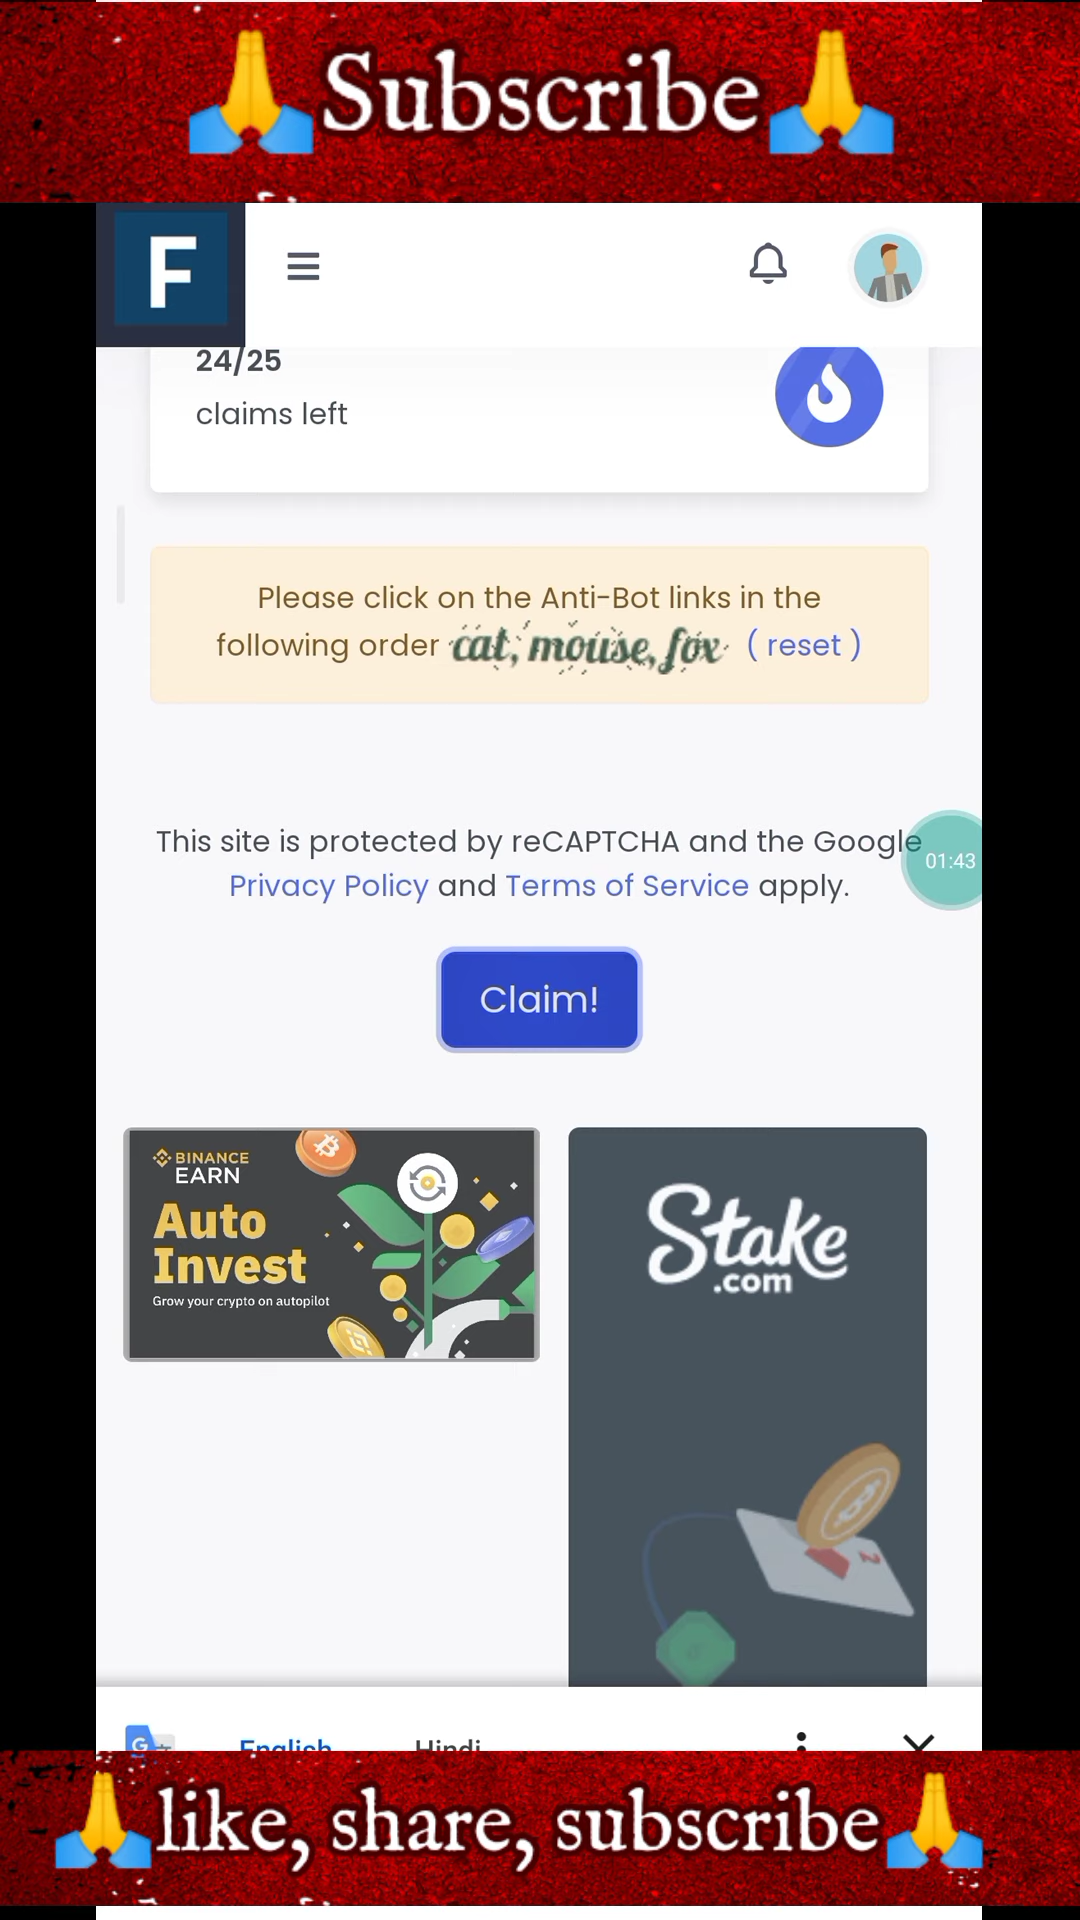 Subscribe
F
24/25
claims left
Please click on the Anti-Bot links in the
following order cat, mouse, fox ( reset )
This site is protected by reCAPTCHA and the Google
01:43
Privacy Policy and Terms of Service apply.
Claim!
BINANCE
EARN
Auto
Invest
Grow your crypto on autopilot
Stake
.com
English Hindi
like, share, subscribe